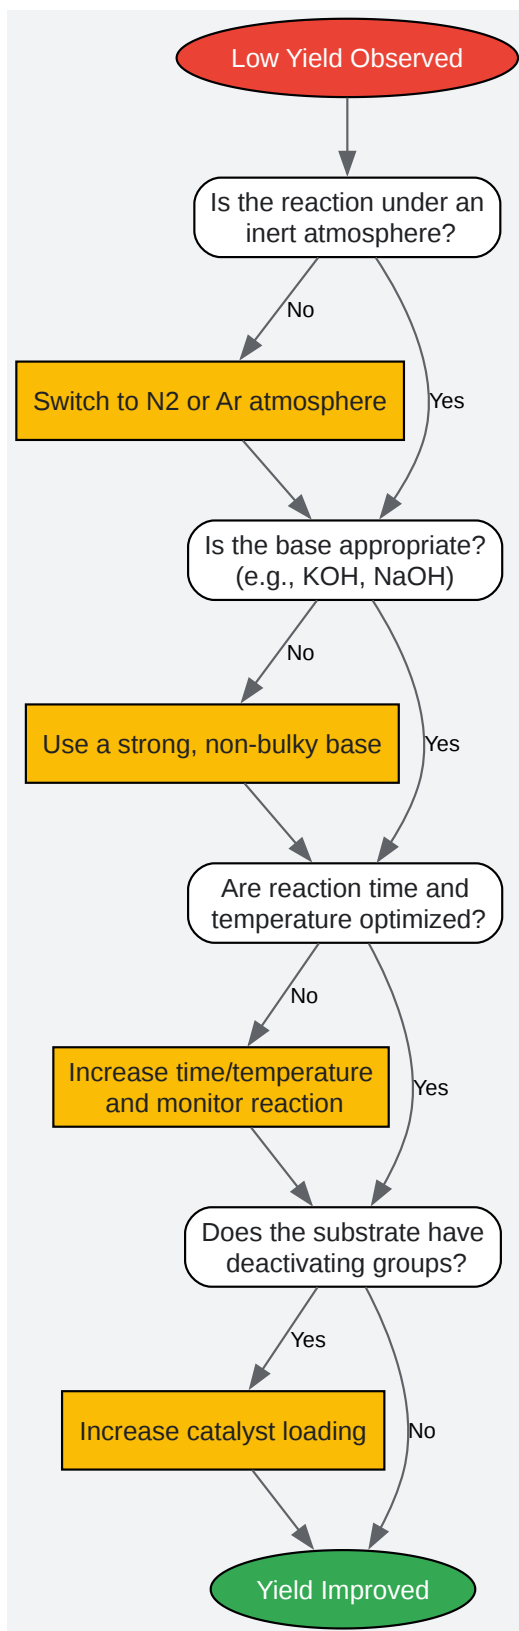 Low Yield Observed
Is the reaction under an
inert atmosphere?
No
Switch to N2 or Ar atmosphere
Yes
Is the base appropriate?
(e.g., KOH, NaOH)
No
Use a strong, non-bulky base
Yes
Are reaction time and
temperature optimized?
No
Increase time/temperature
and monitor reaction
Yes
Does the substrate have
deactivating groups?
Yes
Increase catalyst loading
No
Yield Improved